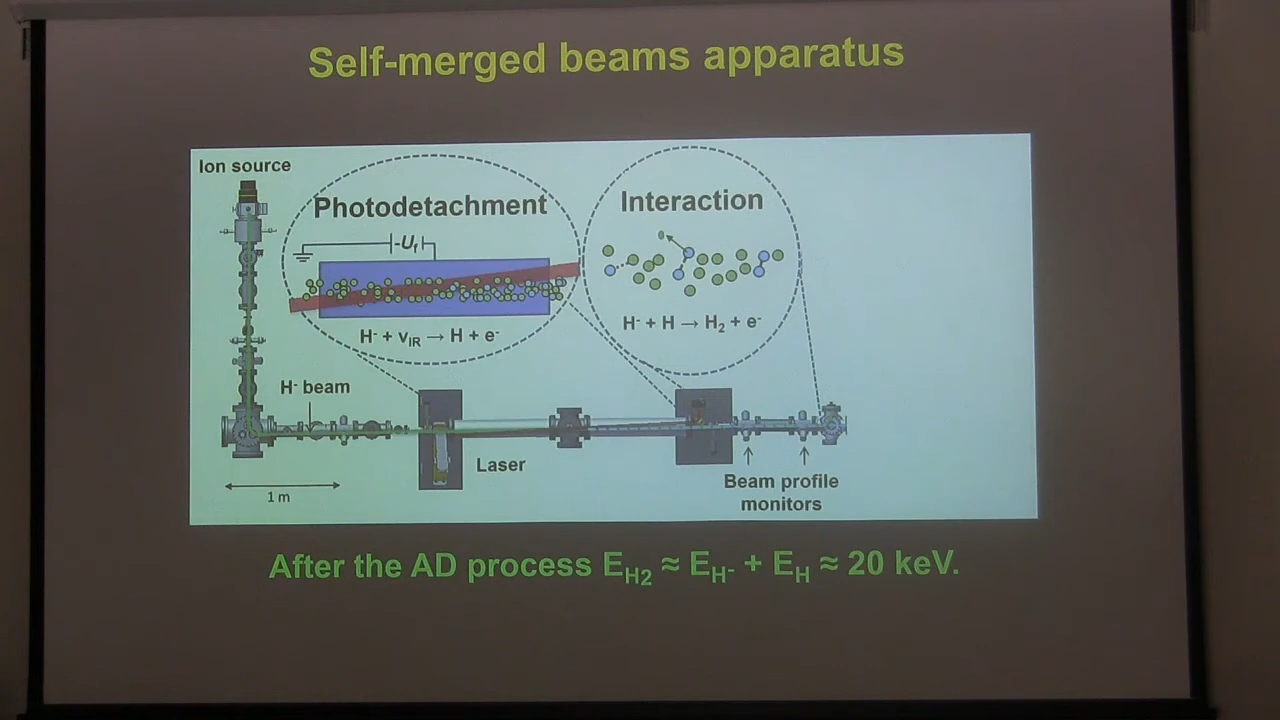 Self-merged beams apparatus
Ion source
Photodetachment
-U_f
H⁻ + ν_IR → H + e⁻
Interaction
e
H⁻ + H → H₂ + e⁻
H⁻ beam
Laser
1 m
Beam profile
monitors
After the AD process E_H2 ≈ E_H- + E_H ≈ 20 keV.